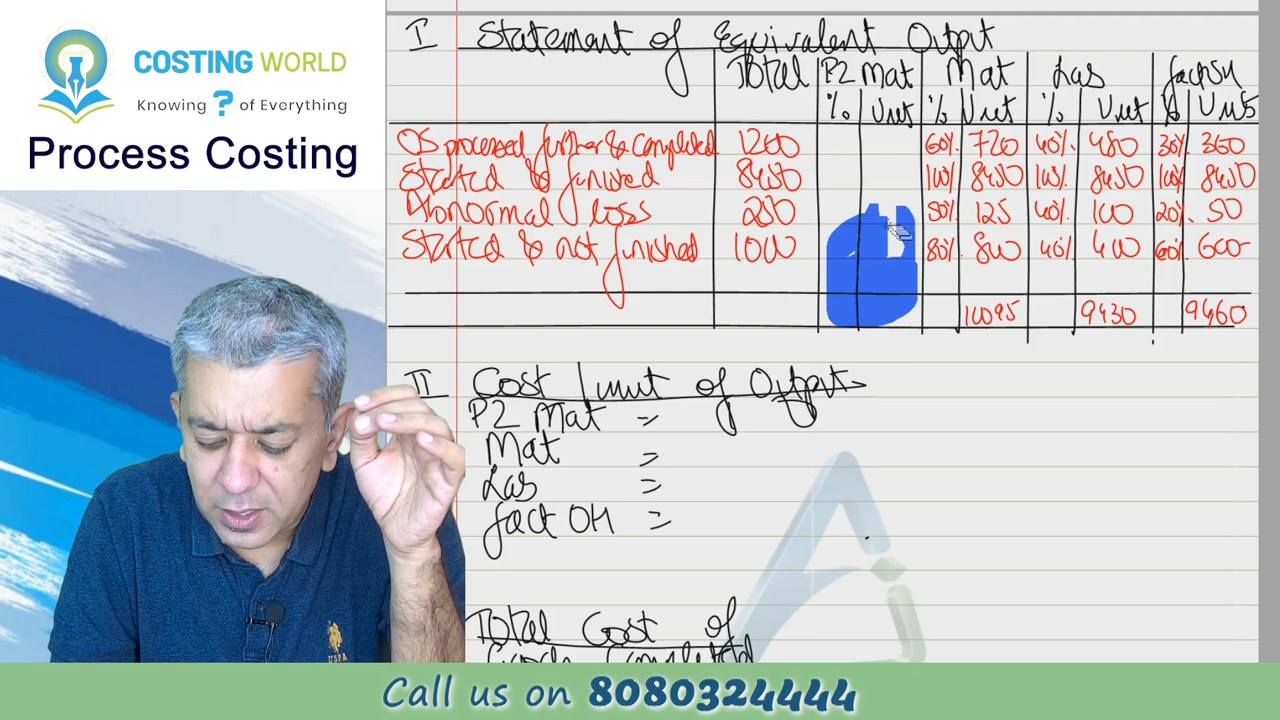 COSTING WORLD
Knowing ? of Everything
Process Costing
I Statement of Equivalent Output
Total P2 Mat Mat Lab Fact OH
% Unit % Unit % Unit % Units
OS processed further & completed 1200 60% 720 40% 480 30% 360
Started & finished 8450 100% 8450 100% 8450 100% 8450
Abnormal loss 250 50% 125 40% 100 20% 50
Started & not finished 1000 80% 800 40% 400 60% 600
10095 9430 9460
II Cost / unit of Output
P2 Mat =
Mat =
Lab =
fact OH =
Total Cost of
Goods Completed
USPA
Call us on 8080324444